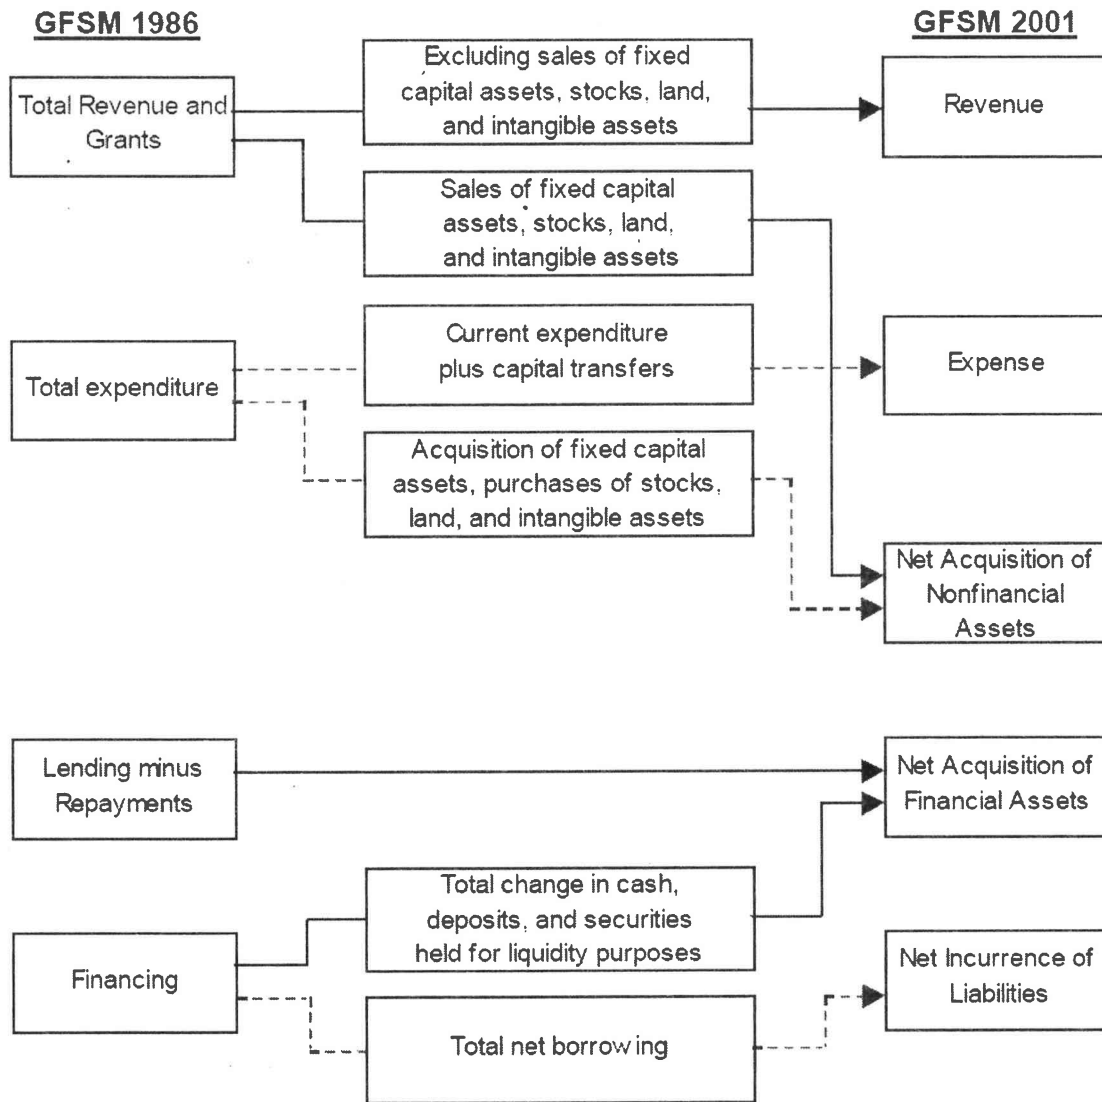 GFSM 1986
GFSM 2001
Total Revenue and
Grants
Excluding sales of fixed
capital assets, stocks, land,
and intangible assets
Revenue
Sales of fixed capital
assets, stocks, land,
and intangible assets
Total expenditure
Current expenditure
plus capital transfers
Expense
Acquisition of fixed capital
assets, purchases of stocks,
land, and intangible assets
Net Acquisition of
Nonfinancial
Assets
Lending minus
Repayments
Net Acquisition of
Financial Assets
Financing
Total change in cash,
deposits, and securities
held for liquidity purposes
Total net borrowing
Net Incurrence of
Liabilities